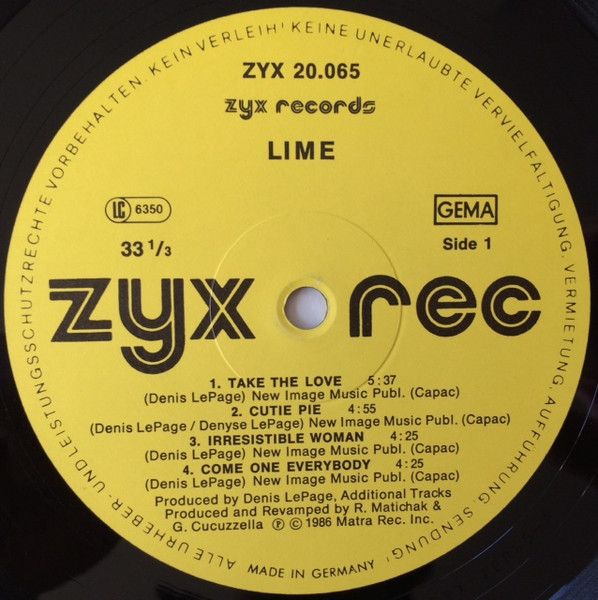 ALLE URHEBER- UND LEISTUNGSSCHUTZRECHTE VORBEHALTEN. KEIN VERLEIH! KEINE UNERLAUBTE VERVIELFÄLTIGUNG, VERMIETUNG, AUFFÜHRUNG, SENDUNG!
ZYX 20.065
zyx records
LIME
LC 6350
GEMA
33 1/3
Side 1
zyx rec
1. TAKE THE LOVE 5:37
(Denis LePage) New Image Music Publ. (Capac)
2. CUTIE PIE 4:55
(Denis LePage / Denyse LePage) New Image Music Publ. (Capac)
3. IRRESISTIBLE WOMAN 4:25
(Denis LePage) New Image Music Publ. (Capac)
4. COME ONE EVERYBODY 4:25
(Denis LePage) New Image Music Publ. (Capac)
Produced by Denis LePage, Additional Tracks
Produced and Revamped by R. Matichak &
G. Cucuzzella ℗ © 1986 Matra Rec. Inc.
MADE IN GERMANY